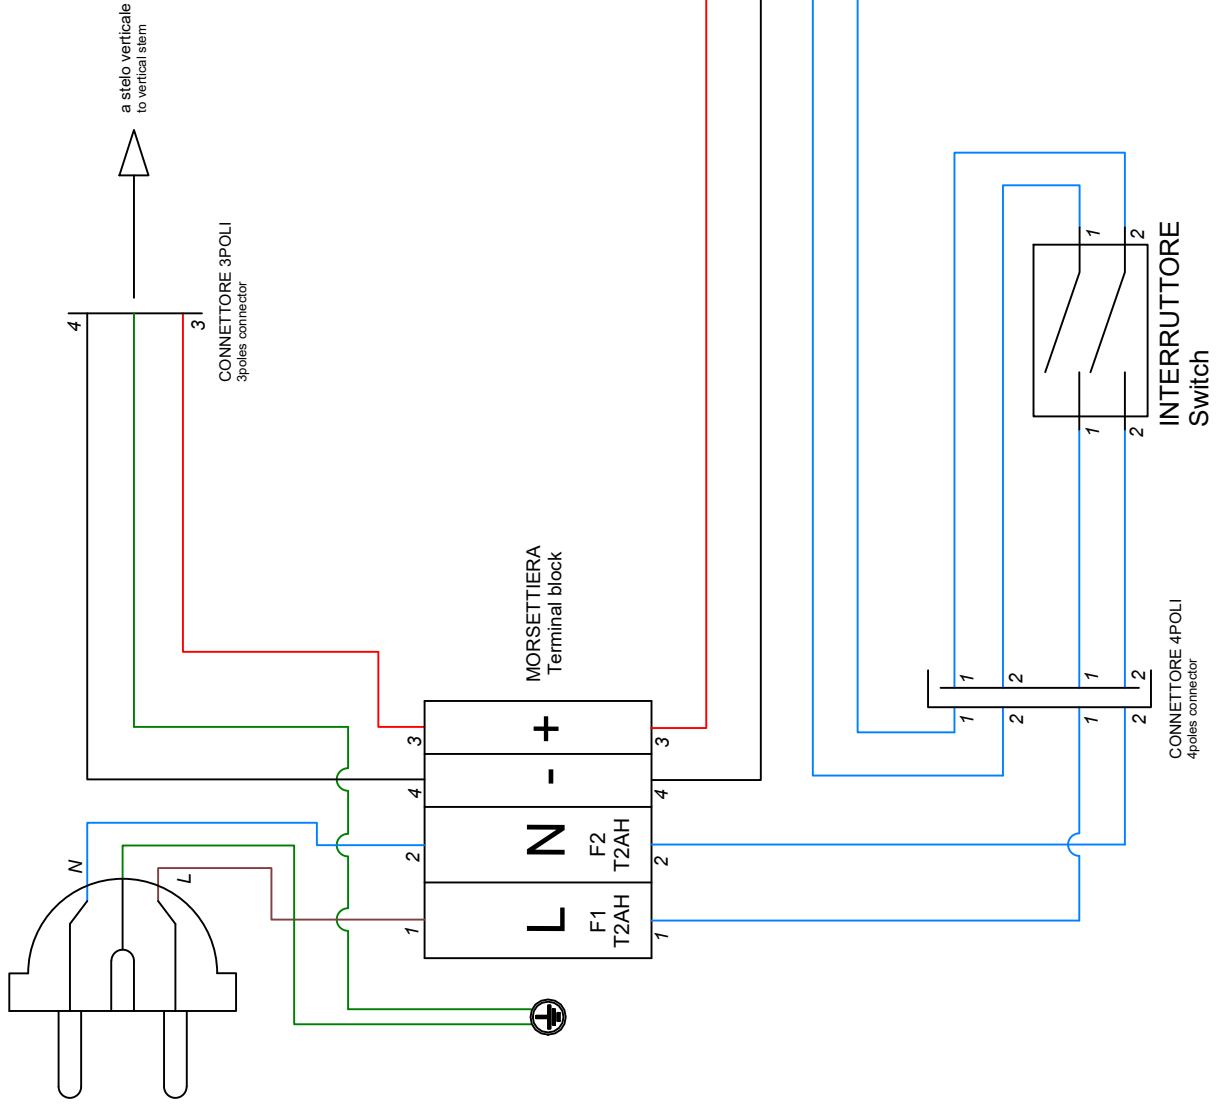 a stelo verticale
to vertical stem
4
3
CONNETTORE 3POLI
3poles connector
N
L
MORSETTIERA
Terminal block
3
+
3
4
-
4
2
N
F2
T2AH
2
1
L
F1
T2AH
1
1
2
1
2
INTERRUTTORE
Switch
1
2
1
2
1
2
1
2
CONNETTORE 4POLI
4poles connector